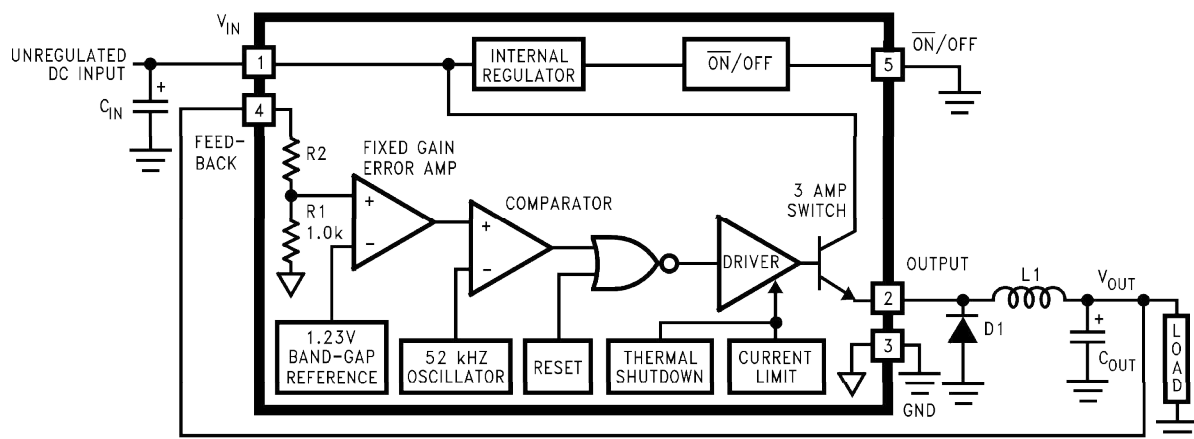 V_IN
UNREGULATED
DC INPUT
+
C_IN
1
4
FEED-
BACK
INTERNAL
REGULATOR
O̅N̅/OFF
5
O̅N̅/OFF
R2
R1
1.0k
FIXED GAIN
ERROR AMP
+
−
COMPARATOR
+
−
DRIVER
3 AMP
SWITCH
OUTPUT
2
3
GND
L1
D1
V_OUT
+
C_OUT
LOAD
1.23V
BAND-GAP
REFERENCE
52 kHZ
OSCILLATOR
RESET
THERMAL
SHUTDOWN
CURRENT
LIMIT